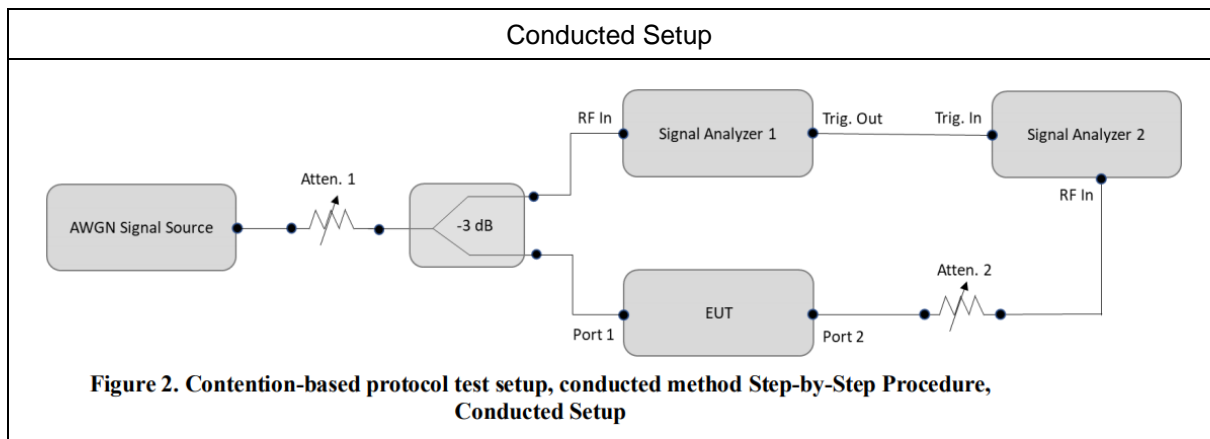 Conducted Setup
RF In
Signal Analyzer 1
Trig. Out
Trig. In
Signal Analyzer 2
RF In
Atten. 1
AWGN Signal Source
-3 dB
Atten. 2
EUT
Port 1
Port 2
Figure 2. Contention-based protocol test setup, conducted method Step-by-Step Procedure,
Conducted Setup